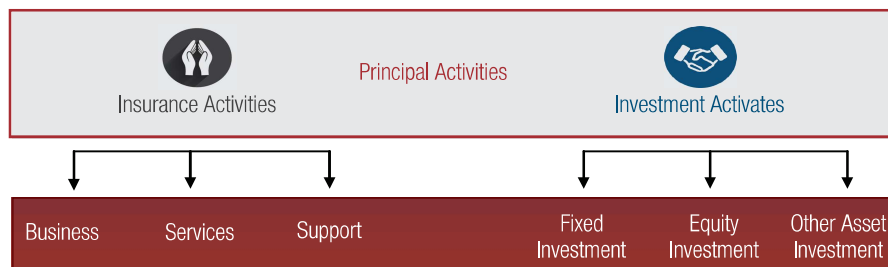 Principal Activities
Insurance Activities
Investment Activates
Business
Services
Support
Fixed
Investment
Equity
Investment
Other Asset
Investment